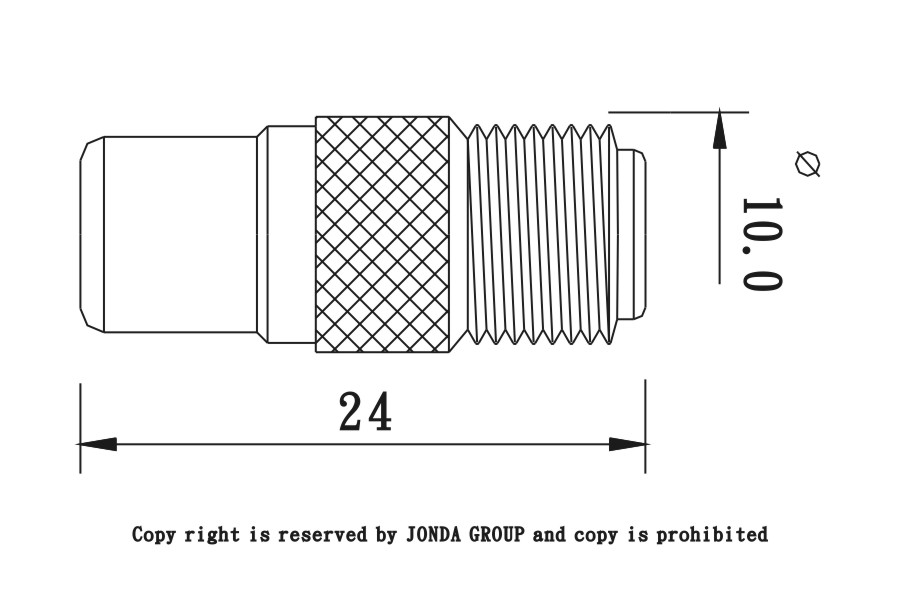 ⌀
10.0
24
Copy right is reserved by JONDA GROUP and copy is prohibited